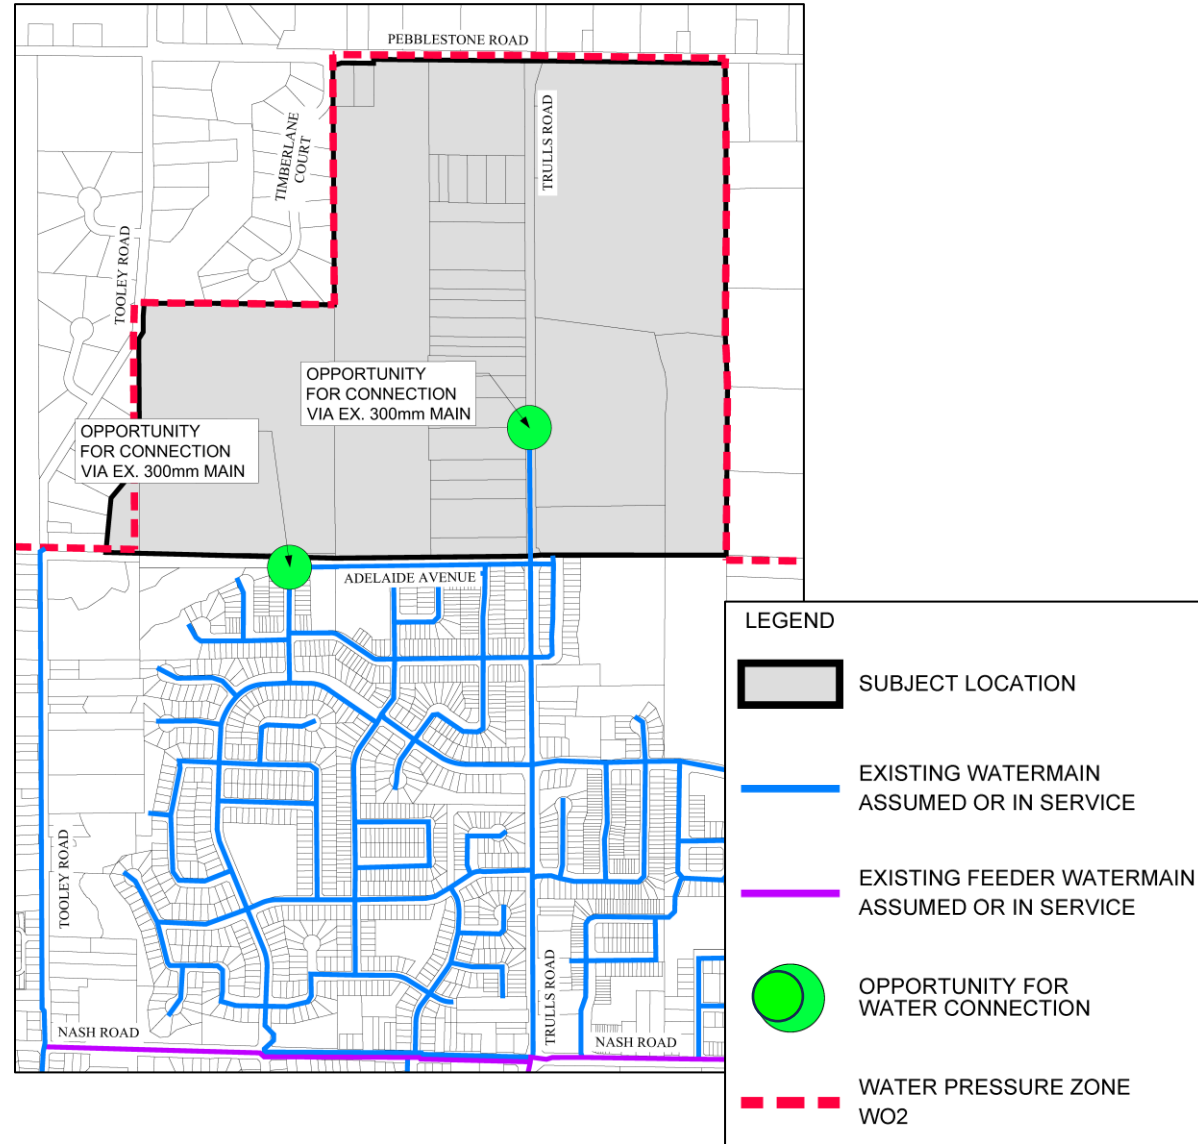 PEBBLESTONE ROAD
TIMBERLANE
COURT
TRULLS ROAD
TOOLEY ROAD
OPPORTUNITY
FOR CONNECTION
VIA EX. 300mm MAIN
OPPORTUNITY
FOR CONNECTION
VIA EX. 300mm MAIN
ADELAIDE AVENUE
TOOLEY ROAD
TRULLS ROAD
NASH ROAD
NASH ROAD
LEGEND
SUBJECT LOCATION
EXISTING WATERMAIN
ASSUMED OR IN SERVICE
EXISTING FEEDER WATERMAIN
ASSUMED OR IN SERVICE
OPPORTUNITY FOR
WATER CONNECTION
WATER PRESSURE ZONE
WO2